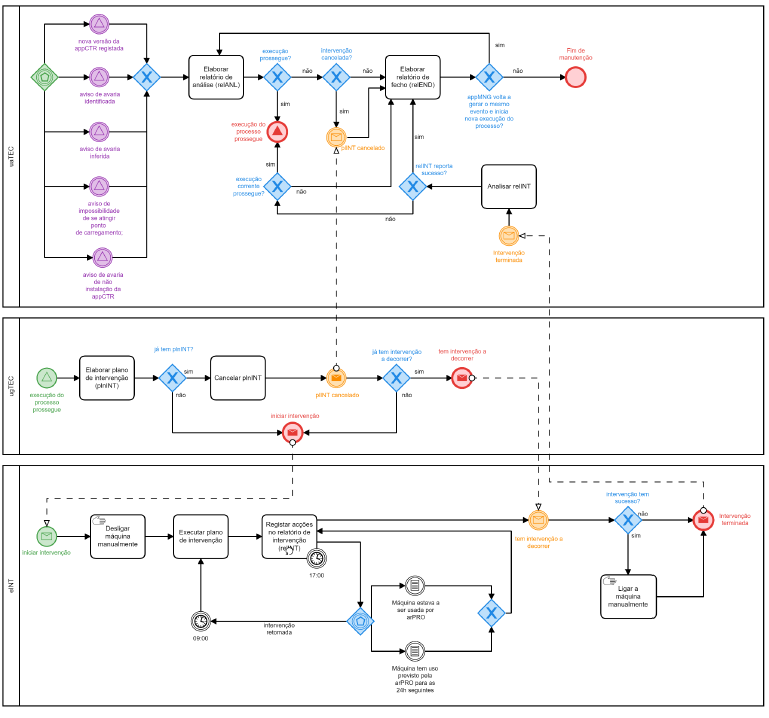 uaTEC
nova versão da
appCTR registada
aviso de avaria
identificada
aviso de avaria
inferida
aviso de
impossibilidade
de se atingir
ponto
de carregamento;
aviso de avaria
de não
instalação da
appCTR
Elaborar
relatório de
análise (relANL)
execução
prossegue?
não
sim
execução do
processo
prossegue
intervenção
cancelada?
não
sim
pIINT cancelado
Elaborar
relatório de
fecho (relEND)
sim
não
appMNG volta a
gerar o mesmo
evento e inicia
nova execução do
processo?
Fim de
manutenção
sim
execução
corrente
prossegue?
não
relINT reporta
sucesso?
sim
não
Analisar relINT
Intervenção
terminada
ugTEC
execução do
processo
prossegue
Elaborar plano
de intervenção
(plnINT)
já tem plnINT?
sim
não
Cancelar plnINT
pIINT cancelado
já tem intervenção
a decorrer?
sim
não
tem intervenção a
decorrer
iniciar intervenção
eINT
iniciar intervenção
Desligar
máquina
manualmente
Executar plano
de intervenção
Registar acções
no relatório de
intervenção
(relINT)
17:00
09:00
intervenção
retomada
Máquina estava a
ser usada por
arPRO
Máquina tem uso
previsto pela
arPRO para as
24h seguintes
tem intervenção a
decorrer
intervenção tem
sucesso?
não
sim
Ligar a
máquina
manualmente
Intervenção
terminada